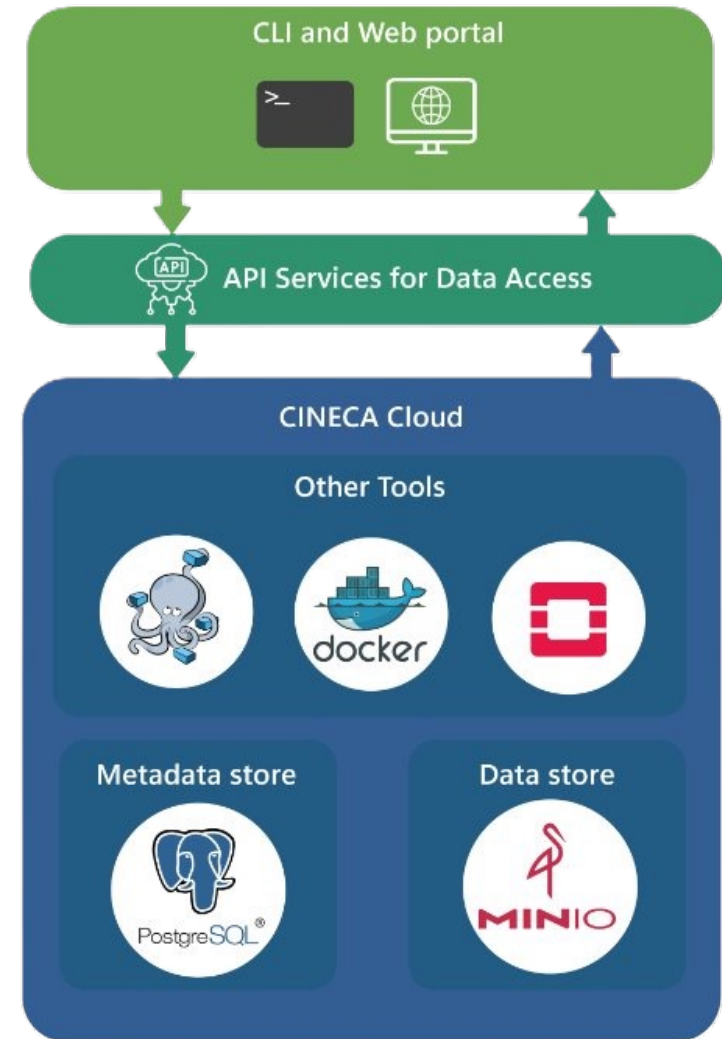 CLI and Web portal
>_
API
API Services for Data Access
CINECA Cloud
Other Tools
docker
Metadata store
Data store
PostgreSQL®
MINIO